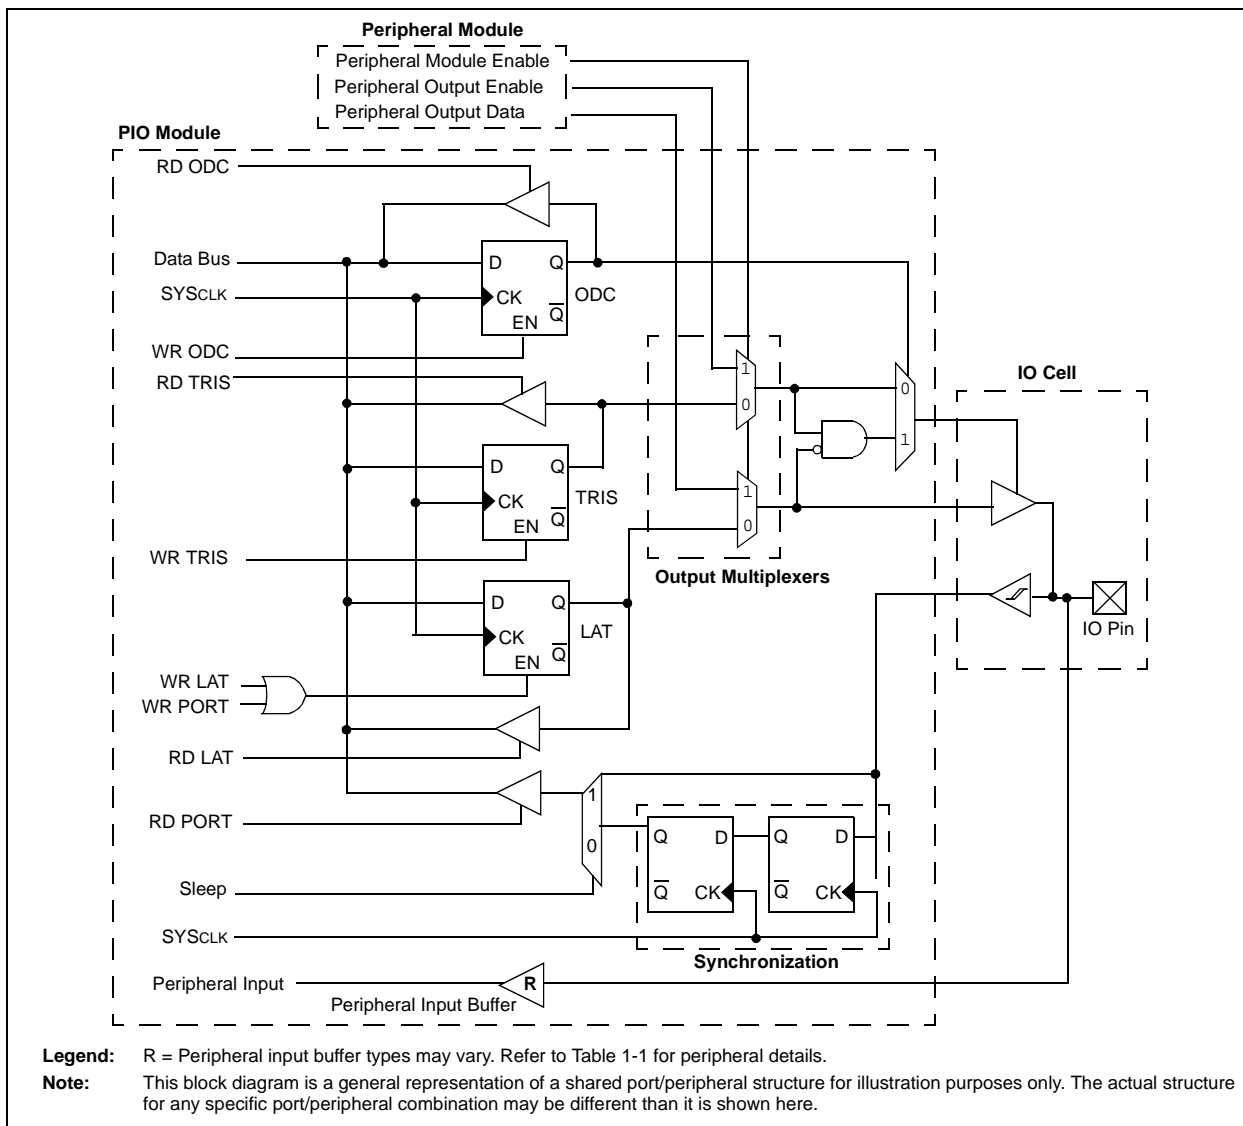 Peripheral Module
Peripheral Module Enable
Peripheral Output Enable
Peripheral Output Data
PIO Module
RD ODC
Data Bus
D Q
SYSCLK
CK
ODC
Q
EN
WR ODC
RD TRIS
1
0
IO Cell
0
1
D Q
CK
TRIS
Q
EN
WR TRIS
1
0
Output Multiplexers
D Q
CK
LAT
Q
EN
IO Pin
WR LAT
WR PORT
RD LAT
RD PORT
1
0
Q D Q D
Q CK Q CK
Sleep
SYSCLK
Synchronization
Peripheral Input
R
Peripheral Input Buffer
Legend: R = Peripheral input buffer types may vary. Refer to Table 1-1 for peripheral details.
Note: This block diagram is a general representation of a shared port/peripheral structure for illustration purposes only. The actual structure
for any specific port/peripheral combination may be different than it is shown here.